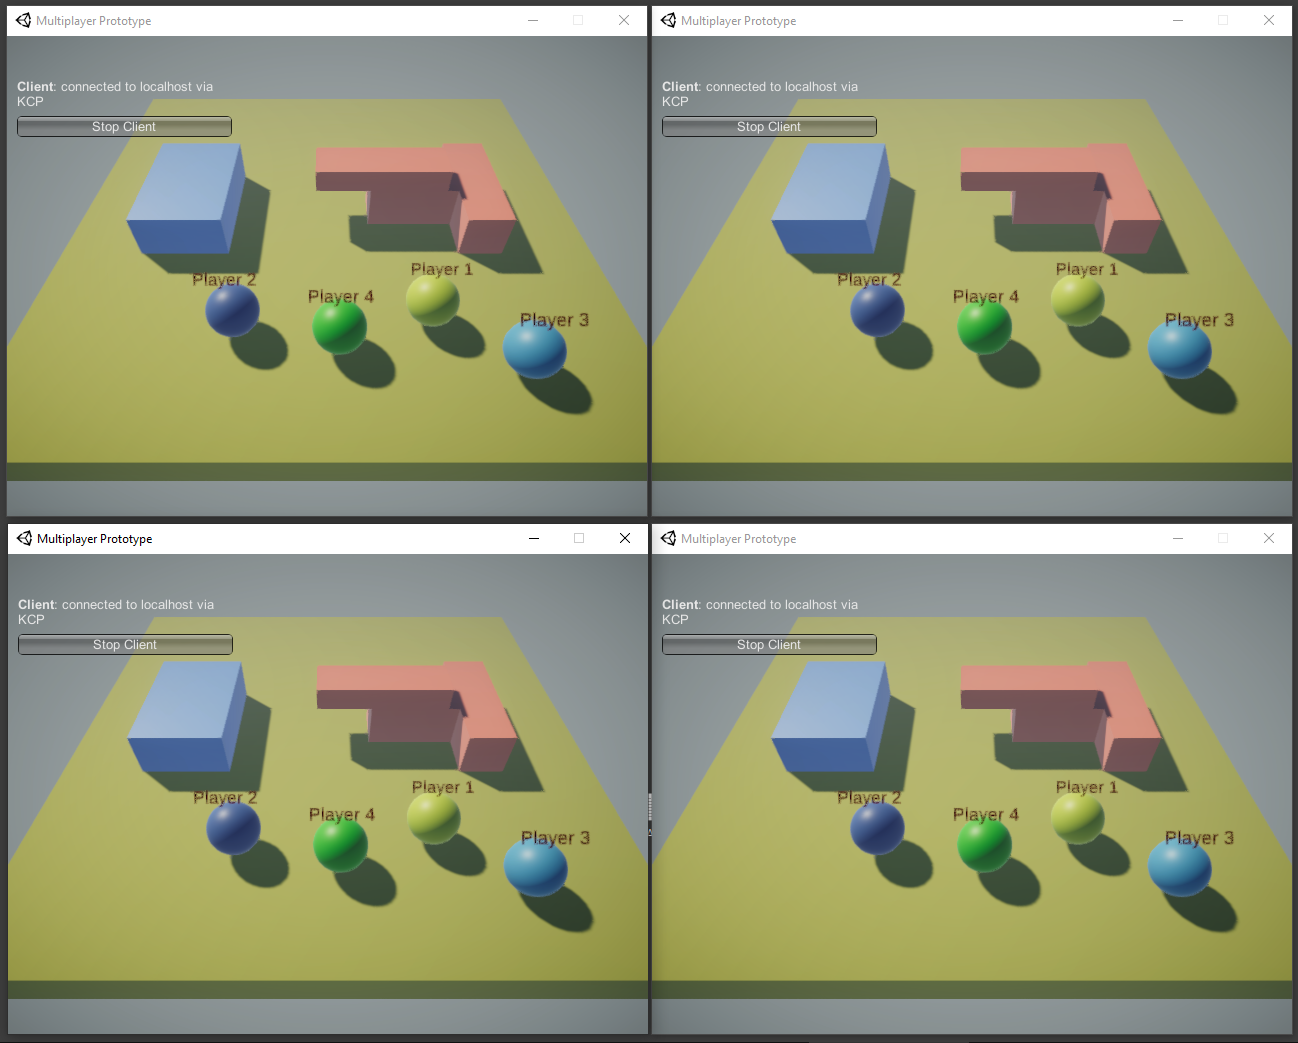 Multiplayer Prototype
Client: connected to localhost via
KCP
Stop Client
Player 2
Player 4
Player 1
Player 3
Multiplayer Prototype
Client: connected to localhost via
KCP
Stop Client
Player 2
Player 4
Player 1
Player 3
Multiplayer Prototype
Client: connected to localhost via
KCP
Stop Client
Player 2
Player 4
Player 1
Player 3
Multiplayer Prototype
Client: connected to localhost via
KCP
Stop Client
Player 2
Player 4
Player 1
Player 3